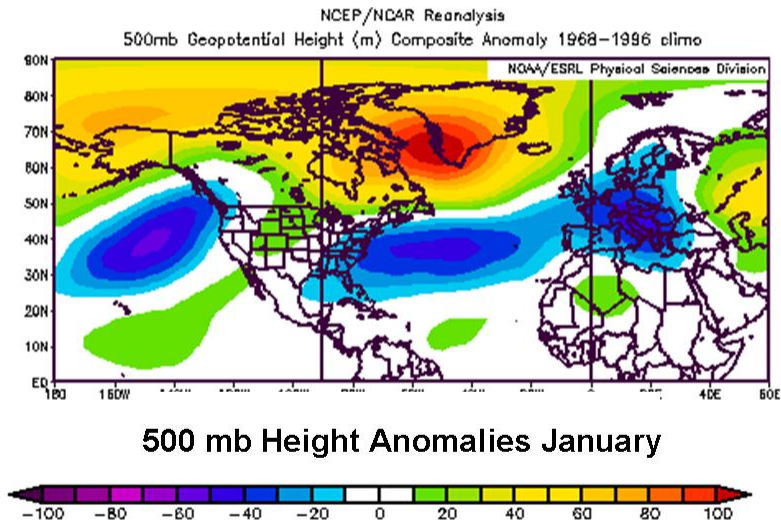 NCEP/NCAR Reanalysis
500mb Geopotential Height (m) Composite Anomaly 1968-1996 climo
NOAA/ESRL Physical Sciences Division
90N
80N
70N
60N
50N
40N
30N
20N
10N
EQ
180 160W 40E 60E
500 mb Height Anomalies January
-100 -80 -60 -40 -20 0 20 40 60 80 100